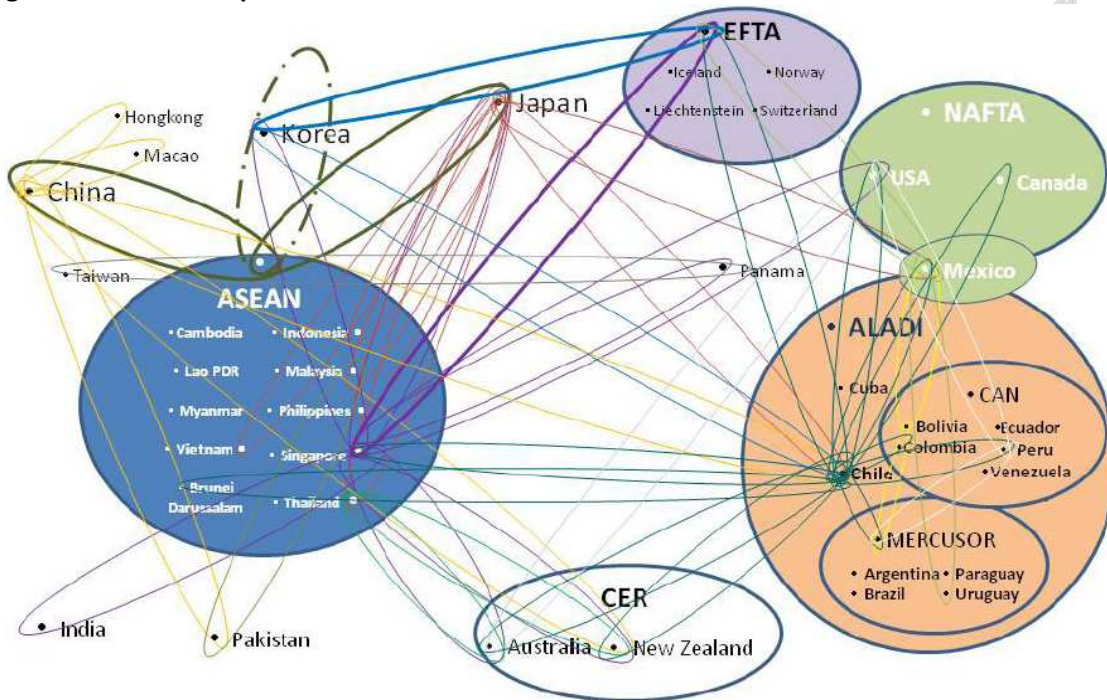 EFTA
Iceland
Norway
Liechtenstein
Switzerland
Japan
Korea
Hongkong
Macao
China
NAFTA
USA
Canada
Mexico
Taiwan
Panama
ASEAN
Cambodia
Indonesia
Lao PDR
Malaysia
Myanmar
Philippines
Vietnam
Singapore
Brunei
Darussalam
Thailand
ALADI
Cuba
CAN
Bolivia
Ecuador
Colombia
Peru
Venezuela
Chile
MERCUSOR
Argentina
Paraguay
Brazil
Uruguay
CER
Australia
New Zealand
India
Pakistan